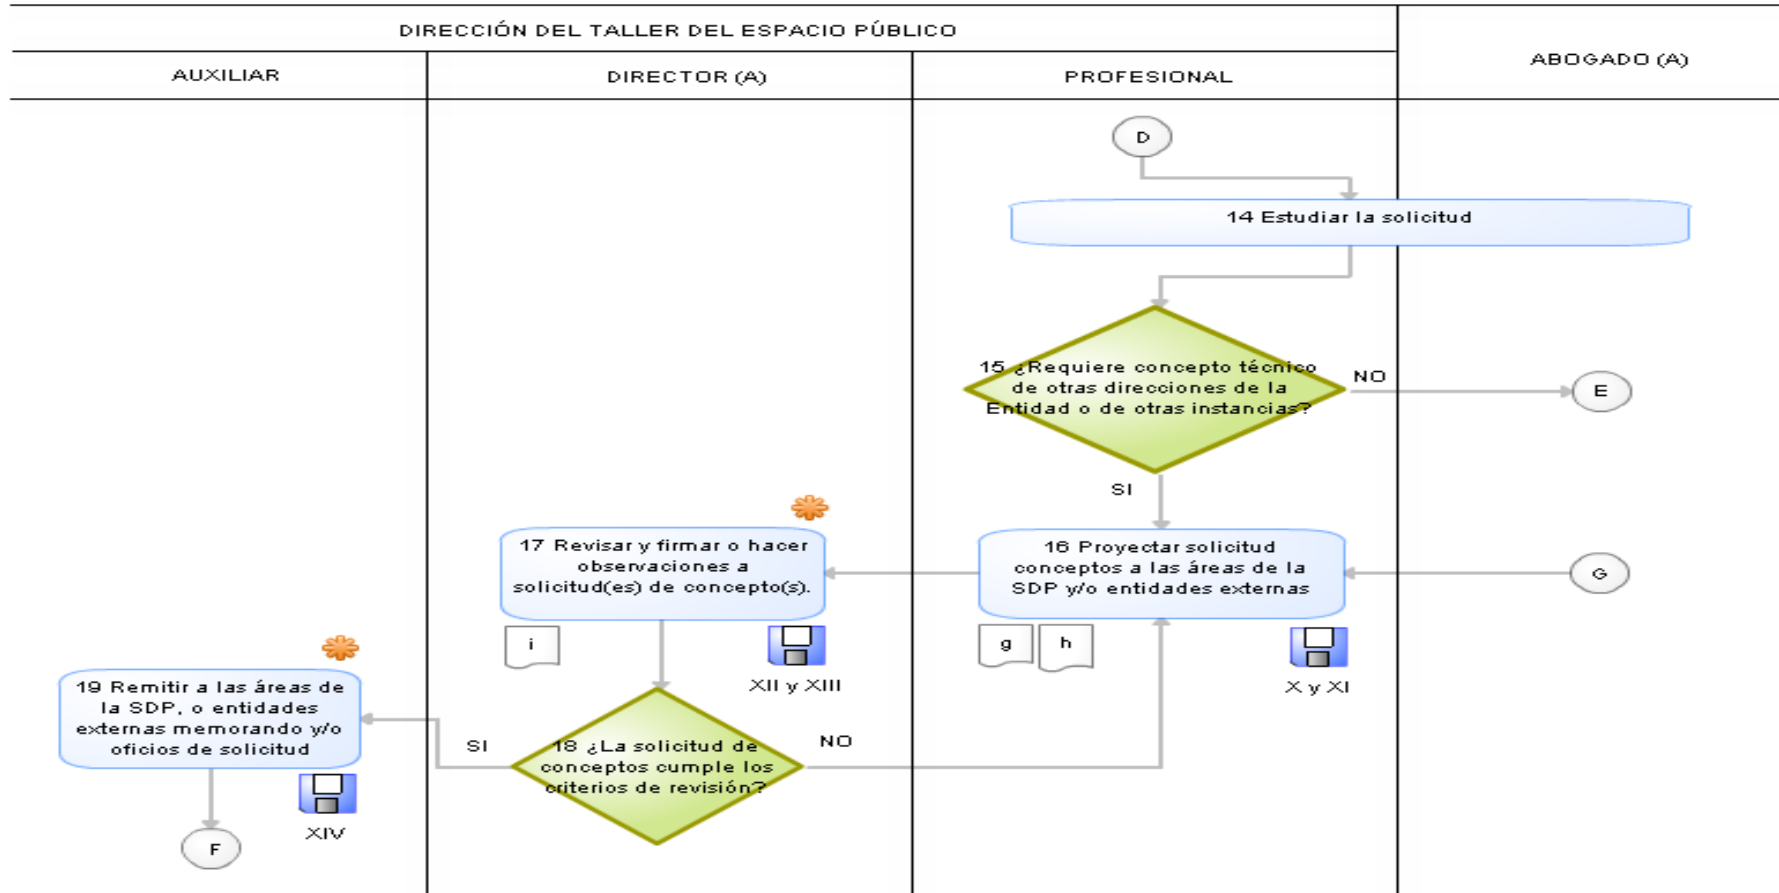 DIRECCIÓN DEL TALLER DEL ESPACIO PÚBLICO
ABOGADO (A)
AUXILIAR
DIRECTOR (A)
PROFESIONAL
D
14 Estudiar la solicitud
15 ¿Requiere concepto técnico
de otras direcciones de la
Entidad o de otras instancias?
NO
E
SI
17 Revisar y firmar o hacer
observaciones a
solicitud(es) de concepto(s).
16 Proyectar solicitud
conceptos a las áreas de la
SDP y/o entidades externas
G
i
XII y XIII
g
h
X y XI
19 Remitir a las áreas de
la SDP, o entidades
externas memorando y/o
oficios de solicitud
SI
18 ¿La solicitud de
conceptos cumple los
criterios de revisión?
NO
XIV
F